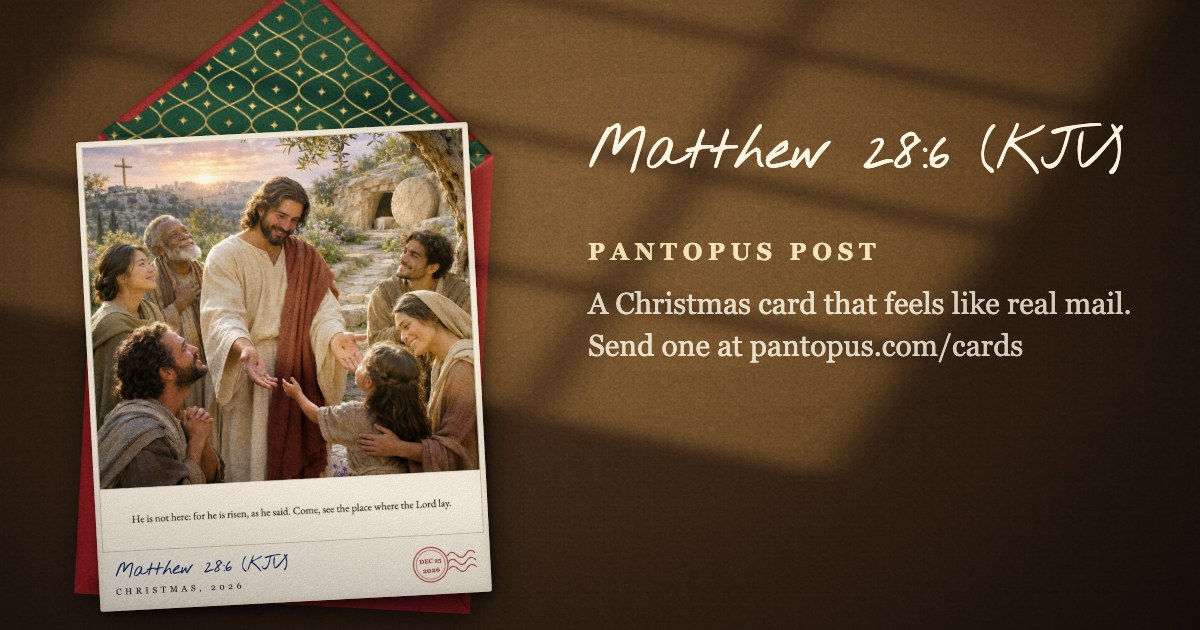 He is not here: for he is risen, as he said. Come, see the place where the Lord lay.
Matthew 28:6 (KJV)
CHRISTMAS, 2026
DEC 25
2026
Matthew 28:6 (KJV)
PANTOPUS POST
A Christmas card that feels like real mail.
Send one at pantopus.com/cards